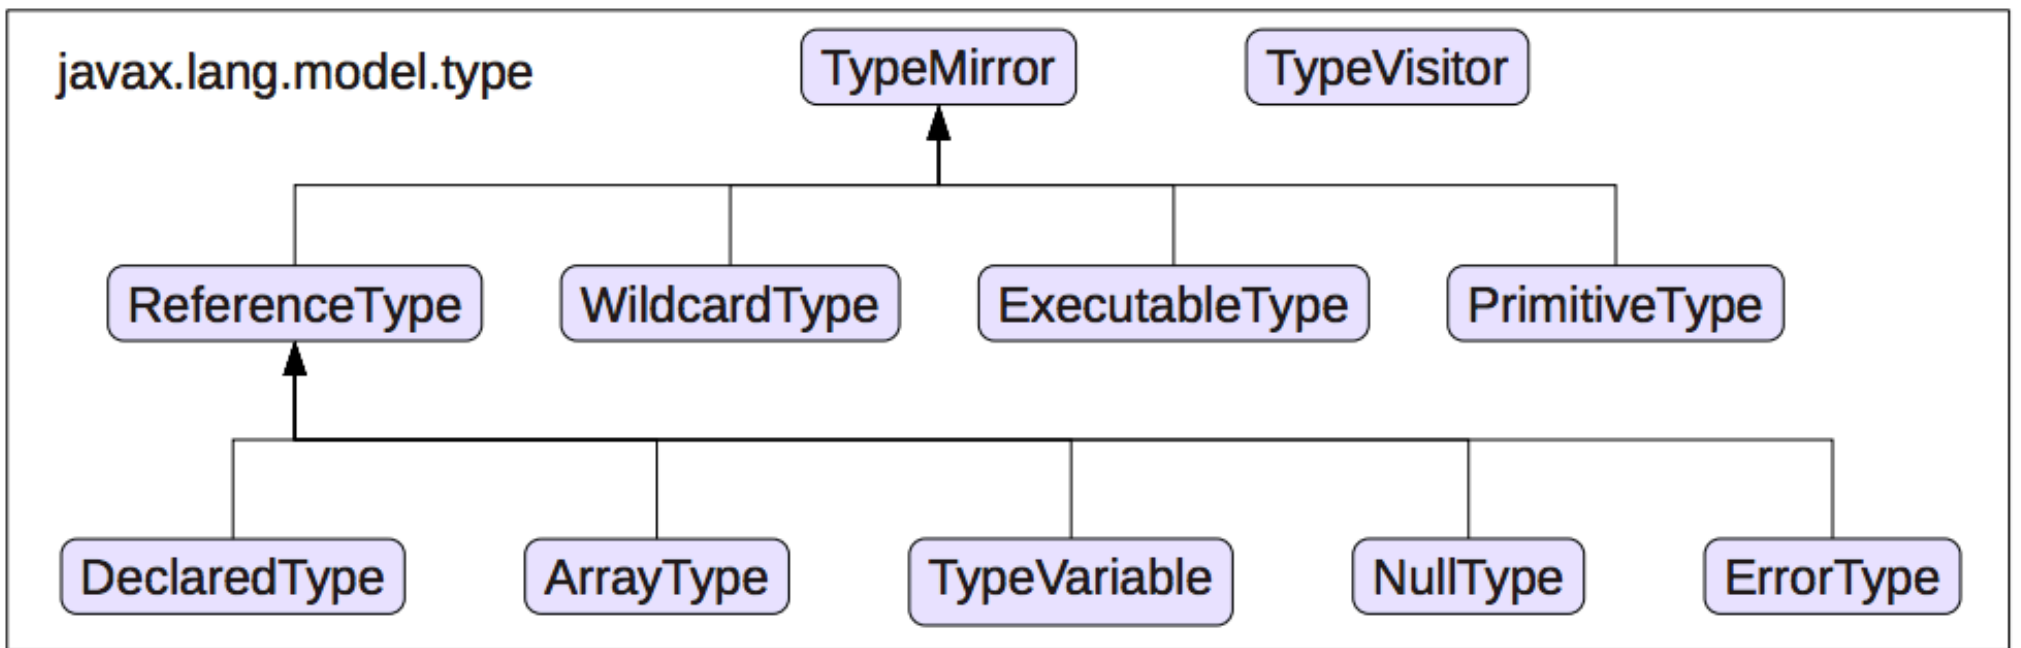 javax.lang.model.type
TypeMirror
TypeVisitor
ReferenceType
WildcardType
ExecutableType
PrimitiveType
DeclaredType
ArrayType
TypeVariable
NullType
ErrorType